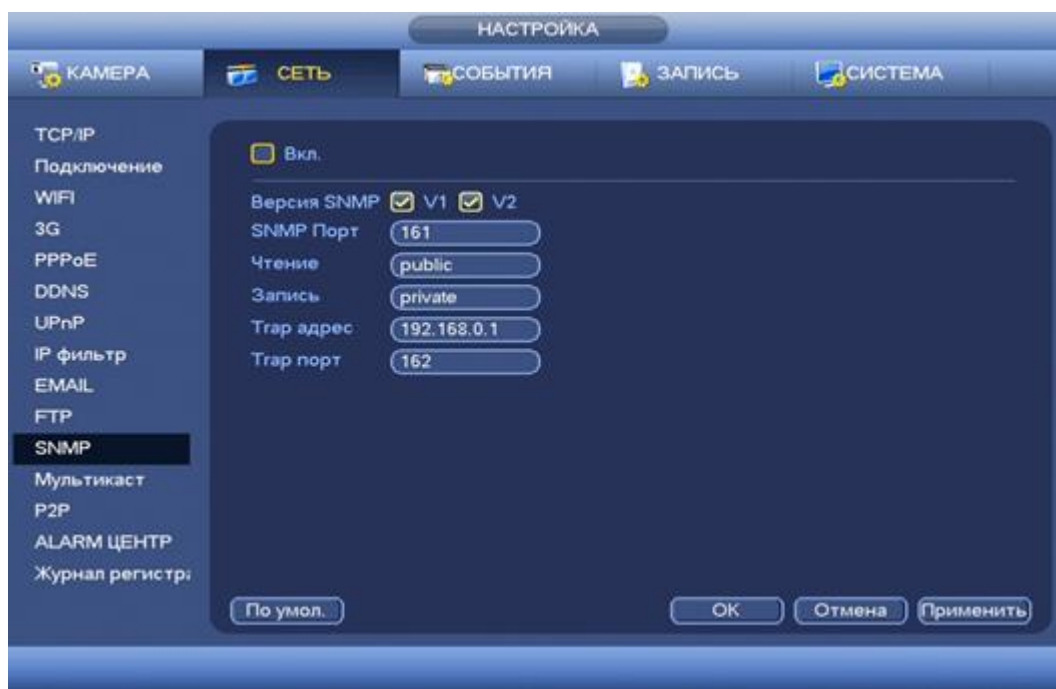 НАСТРОЙКА
КАМЕРА
СЕТЬ
СОБЫТИЯ
ЗАПИСЬ
СИСТЕМА
TCP/IP
Подключение
WIFI
3G
PPPoE
DDNS
UPnP
IP фильтр
EMAIL
FTP
SNMP
Мультикаст
P2P
ALARM ЦЕНТР
Журнал регистра
Вкл.
Версия SNMP V1 V2
SNMP Порт 161
Чтение public
Запись private
Trap адрес 192.168.0.1
Trap порт 162
По умол.
OK
Отмена
Применить